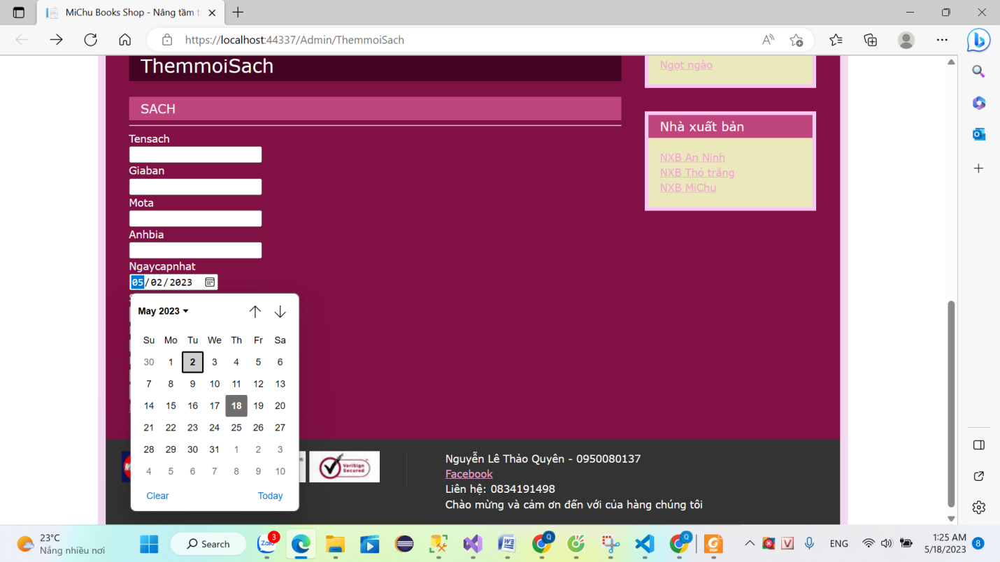 MiChu Books Shop - Nâng tầm t
https://localhost:44337/Admin/ThemmoiSach
ThemmoiSach
SACH
Tensach
Giaban
Mota
Anhbia
Ngaycapnhat
05/02/2023
May 2023
Su Mo Tu We Th Fr Sa
30 1 2 3 4 5 6
7 8 9 10 11 12 13
14 15 16 17 18 19 20
21 22 23 24 25 26 27
28 29 30 31 1 2 3
4 5 6 7 8 9 10
Clear Today
Ngọt ngào
Nhà xuất bản
NXB An Ninh
NXB Thỏ trắng
NXB MiChu
VeriSign
Secured
Nguyễn Lê Thảo Quyên - 0950080137
Facebook
Liên hệ: 0834191498
Chào mừng và cảm ơn đến với của hàng chúng tôi
23°C
Nắng nhiều nơi
Search
Zalo
3
Q
Q
PDF
ENG
1:25 AM
5/18/2023
8